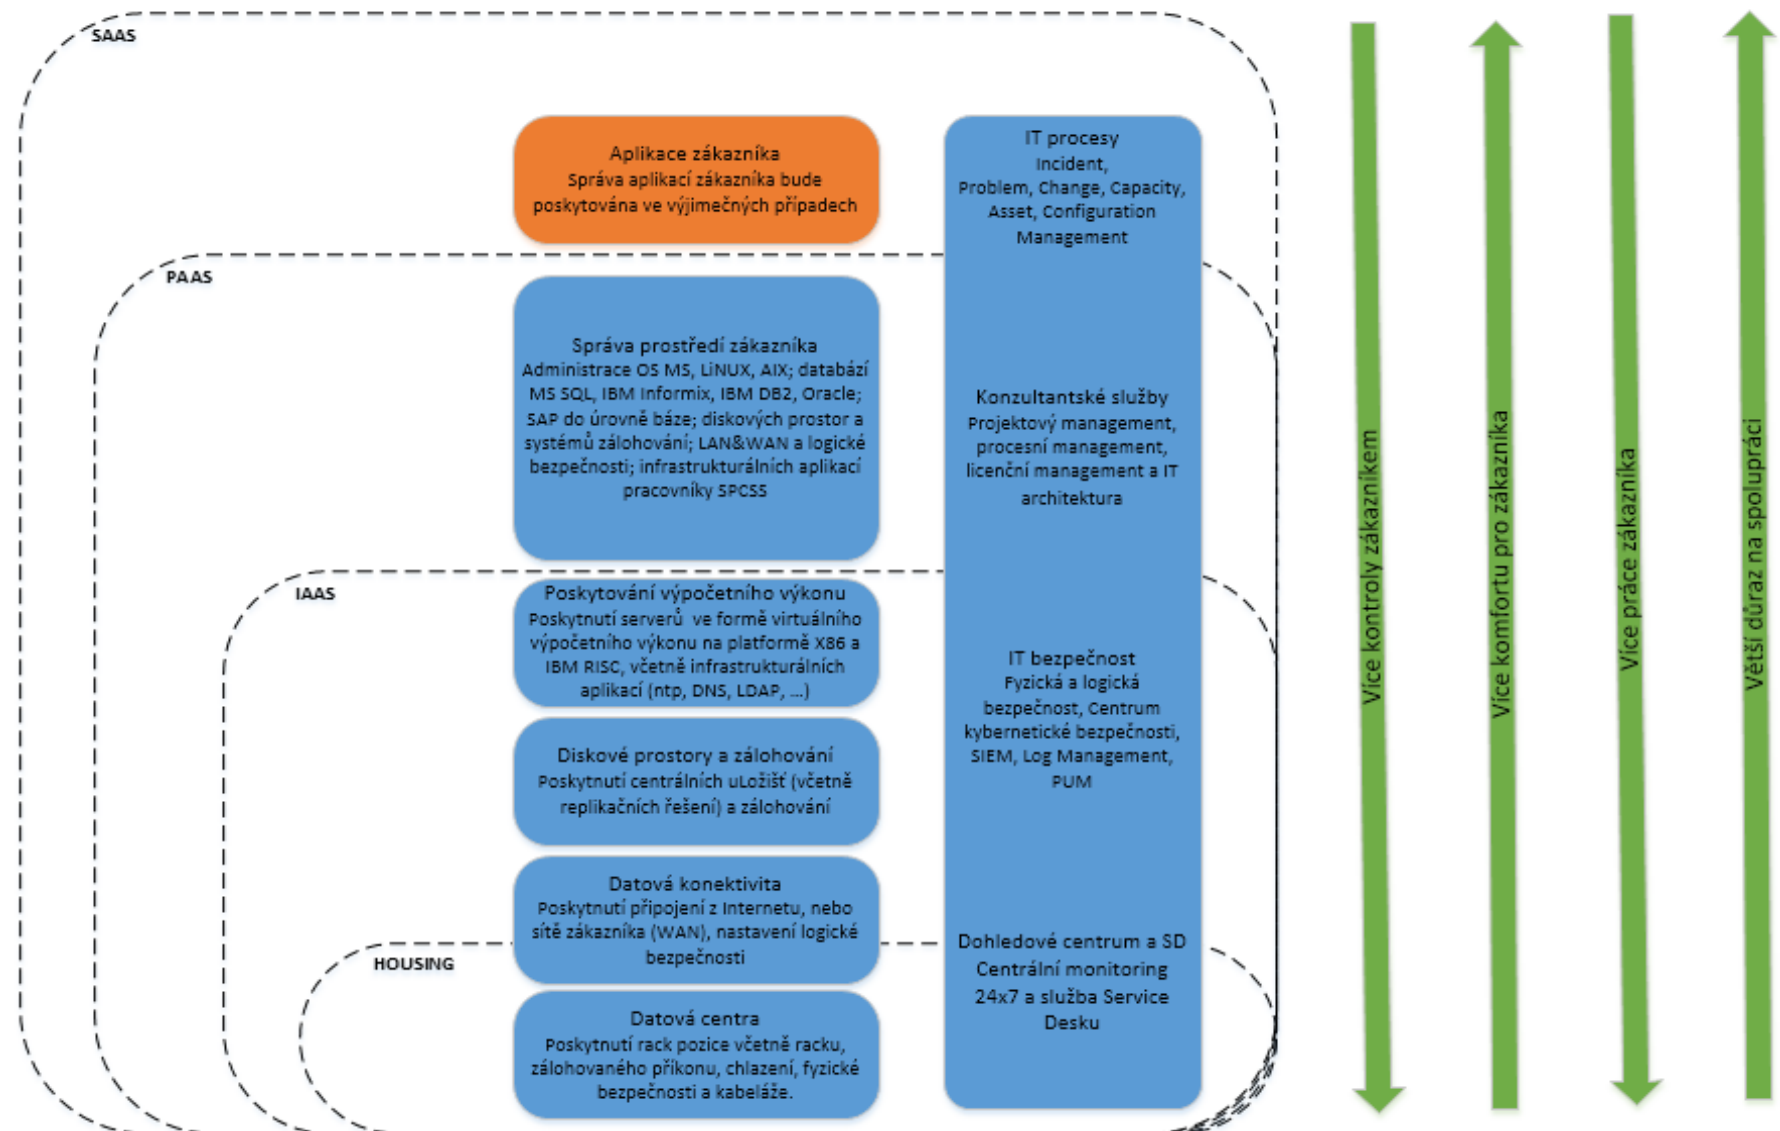 SAAS
Aplikace zákazníka
Správa aplikací zákazníka bude
poskytována ve výjimečných případech
PAAS
Správa prostředí zákazníka
Administrace OS MS, LiNUX, AIX; databází
MS SQL, IBM Informix, IBM DB2, Oracle;
SAP do úrovně báze; diskových prostor a
systémů zálohování; LAN&WAN a logické
bezpečnosti; infrastrukturálních aplikací
pracovníky SPCSS
IAAS
Poskytování výpočetního výkonu
Poskytnutí serverů ve formě virtuálního
výpočetního výkonu na platformě X86 a
IBM RISC, včetně infrastrukturálních
aplikací (ntp, DNS, LDAP, ...)
Diskové prostory a zálohování
Poskytnutí centrálních uLožišť (včetně
replikačních řešení) a zálohování
Datová konektivita
Poskytnutí připojení z Internetu, nebo
sítě zákazníka (WAN), nastavení logické
bezpečnosti
HOUSING
Datová centra
Poskytnutí rack pozice včetně racku,
zálohovaného příkonu, chlazení, fyzické
bezpečnosti a kabeláže.
IT procesy
Incident,
Problem, Change, Capacity,
Asset, Configuration
Management
Konzultantské služby
Projektový management,
procesní management,
licenční management a IT
architektura
IT bezpečnost
Fyzická a logická
bezpečnost, Centrum
kybernetické bezpečnosti,
SIEM, Log Management,
PUM
Dohledové centrum a SD
Centrální monitoring
24x7 a služba Service
Desku
Více kontroly zákazníkem
Více komfortu pro zákazníka
Více práce zákazníka
Větší důraz na spolupráci